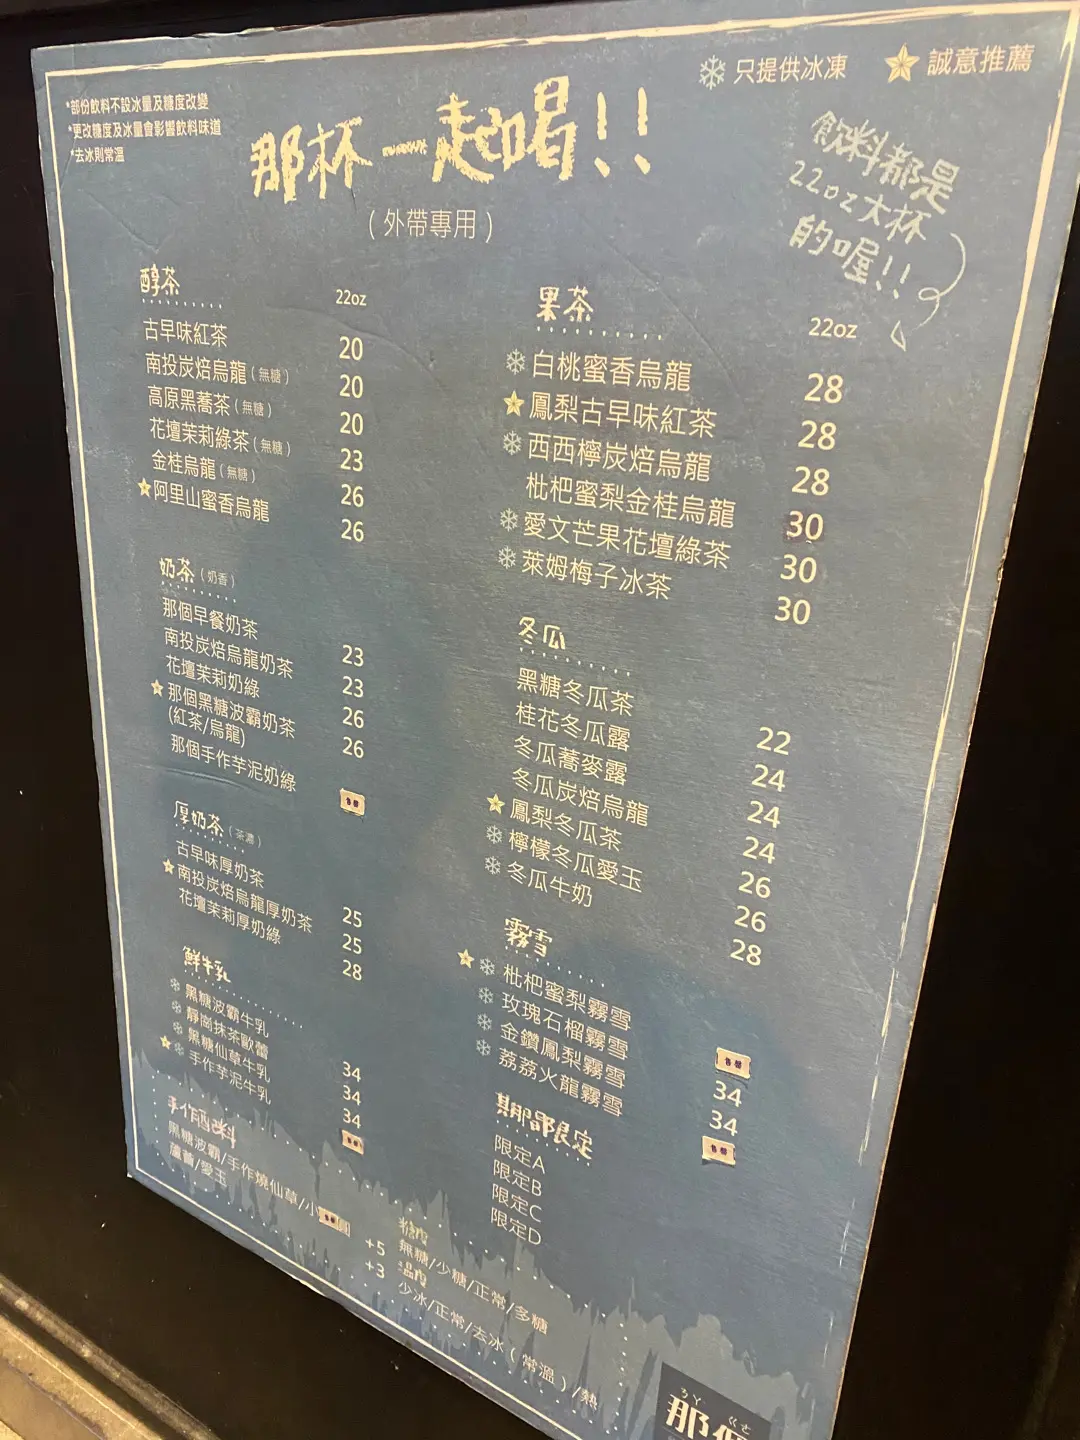 *部份飲料不設冰量及糖度改變
*更改糖度及冰量會影響飲料味道
*去冰則常溫
只提供冰凍
誠意推薦
那杯一起喝!!
(外帶專用)
飲料都是
22oz大杯
的喔!!
醇茶 22oz
古早味紅茶 20
南投炭焙烏龍(無糖) 20
高原黑蕎茶(無糖) 20
花壇茉莉綠茶(無糖) 23
金桂烏龍(無糖) 26
阿里山蜜香烏龍 26
奶茶(奶香)
那個早餐奶茶 23
南投炭焙烏龍奶茶 23
花壇茉莉奶綠 26
那個黑糖波霸奶茶 26
(紅茶/烏龍)
那個手作芋泥奶綠 售罄
厚奶茶(茶濃)
古早味厚奶茶 25
南投炭焙烏龍厚奶茶 25
花壇茉莉厚奶綠 28
鮮牛乳
黑糖波霸牛乳 34
靜岡抹茶歐蕾 34
黑糖仙草牛乳 34
手作芋泥牛乳 售罄
手作配料
黑糖波霸/手作燒仙草/小 售罄 圓 +5
蘆薈/愛玉 +3
果茶 22oz
白桃蜜香烏龍 28
鳳梨古早味紅茶 28
西西檸炭焙烏龍 28
枇杷蜜梨金桂烏龍 30
愛文芒果花壇綠茶 30
萊姆梅子冰茶 30
冬瓜
黑糖冬瓜茶 22
桂花冬瓜露 24
冬瓜蕎麥露 24
冬瓜炭焙烏龍 24
鳳梨冬瓜茶 26
檸檬冬瓜愛玉 26
冬瓜牛奶 28
霧雪
枇杷蜜梨霧雪 售罄
玫瑰石榴霧雪 34
金鑽鳳梨霧雪 34
荔荔火龍霧雪 售罄
期間限定
限定A
限定B
限定C
限定D
糖度
無糖/少糖/正常/多糖
溫度
少冰/正常/去冰(常溫)/熱
ㄋㄚ ㄍㄜ
那個